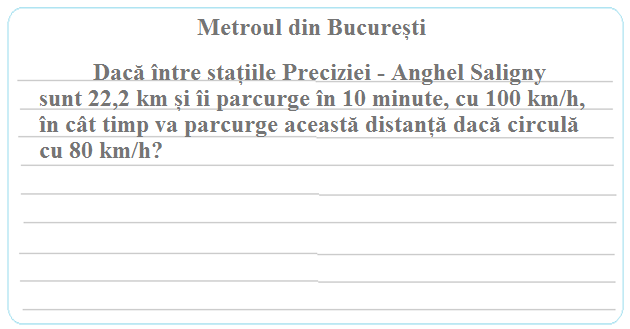 Metroul din București
Dacă între stațiile Preciziei - Anghel Saligny
sunt 22,2 km și îi parcurge în 10 minute, cu 100 km/h,
în cât timp va parcurge această distanță dacă circulă
cu 80 km/h?